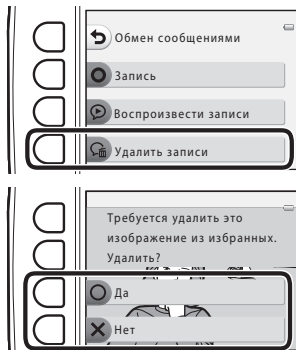 Обмен сообщениями
Запись
Воспроизвести записи
Удалить записи
Требуется удалить это
изображение из избранных.
Удалить?
Да
Нет